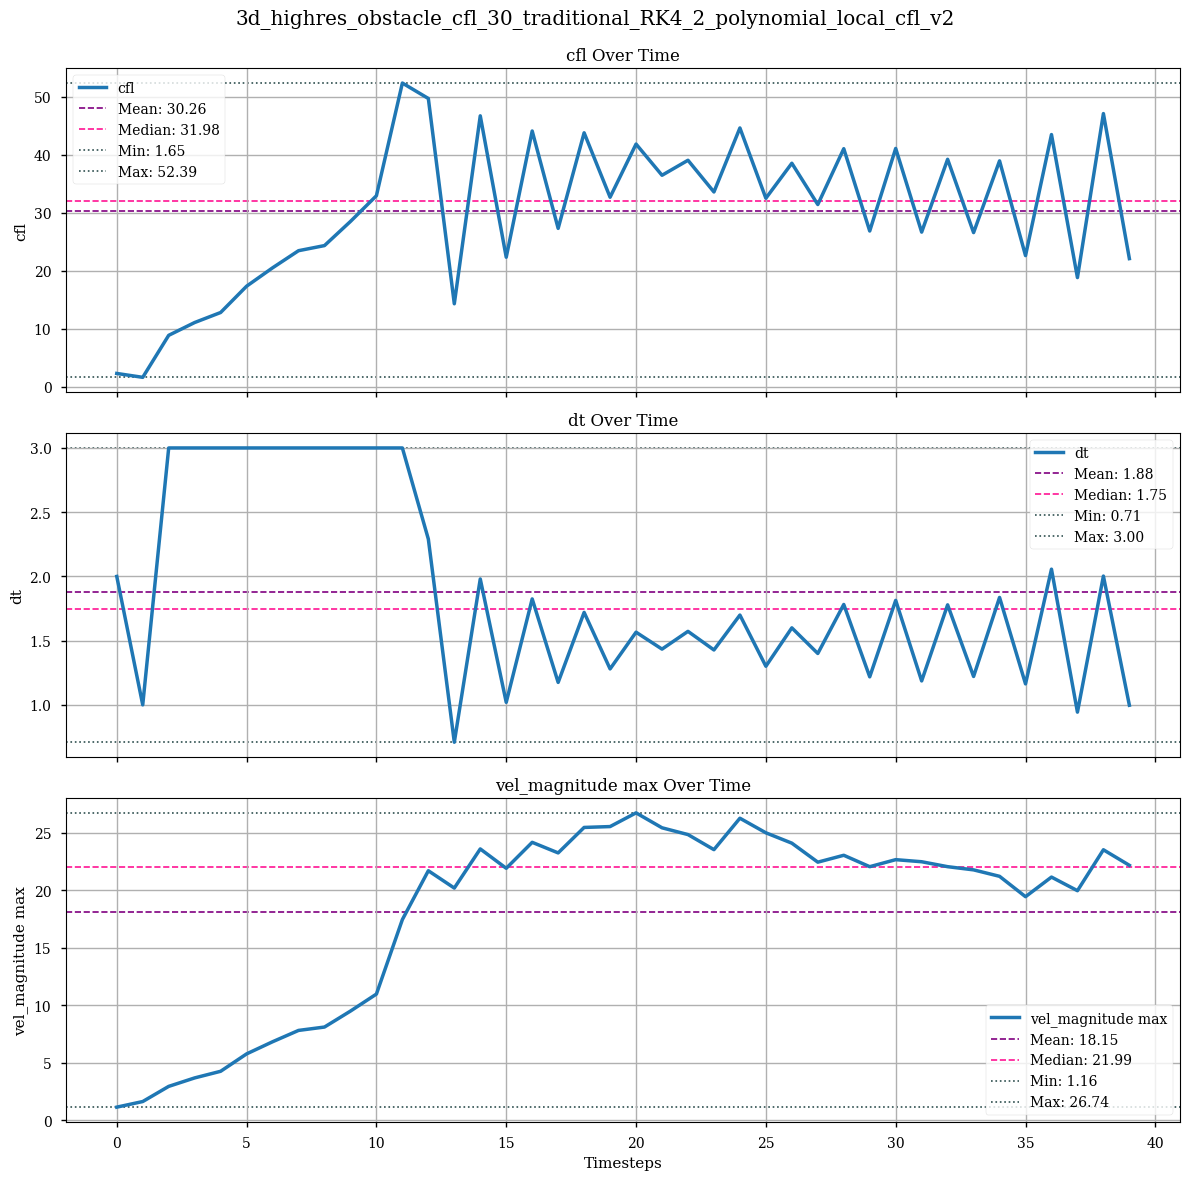 3d_highres_obstacle_cfl_30_traditional_RK4_2_polynomial_local_cfl_v2
cfl Over Time
cfl
Mean: 30.26
Median: 31.98
Min: 1.65
Max: 52.39
50
40
30
20
10
0
cfl
dt Over Time
dt
Mean: 1.88
Median: 1.75
Min: 0.71
Max: 3.00
3.0
2.5
2.0
1.5
1.0
dt
vel_magnitude max Over Time
25
20
15
10
5
0
vel_magnitude max
vel_magnitude max
Mean: 18.15
Median: 21.99
Min: 1.16
Max: 26.74
0 5 10 15 20 25 30 35 40
Timesteps